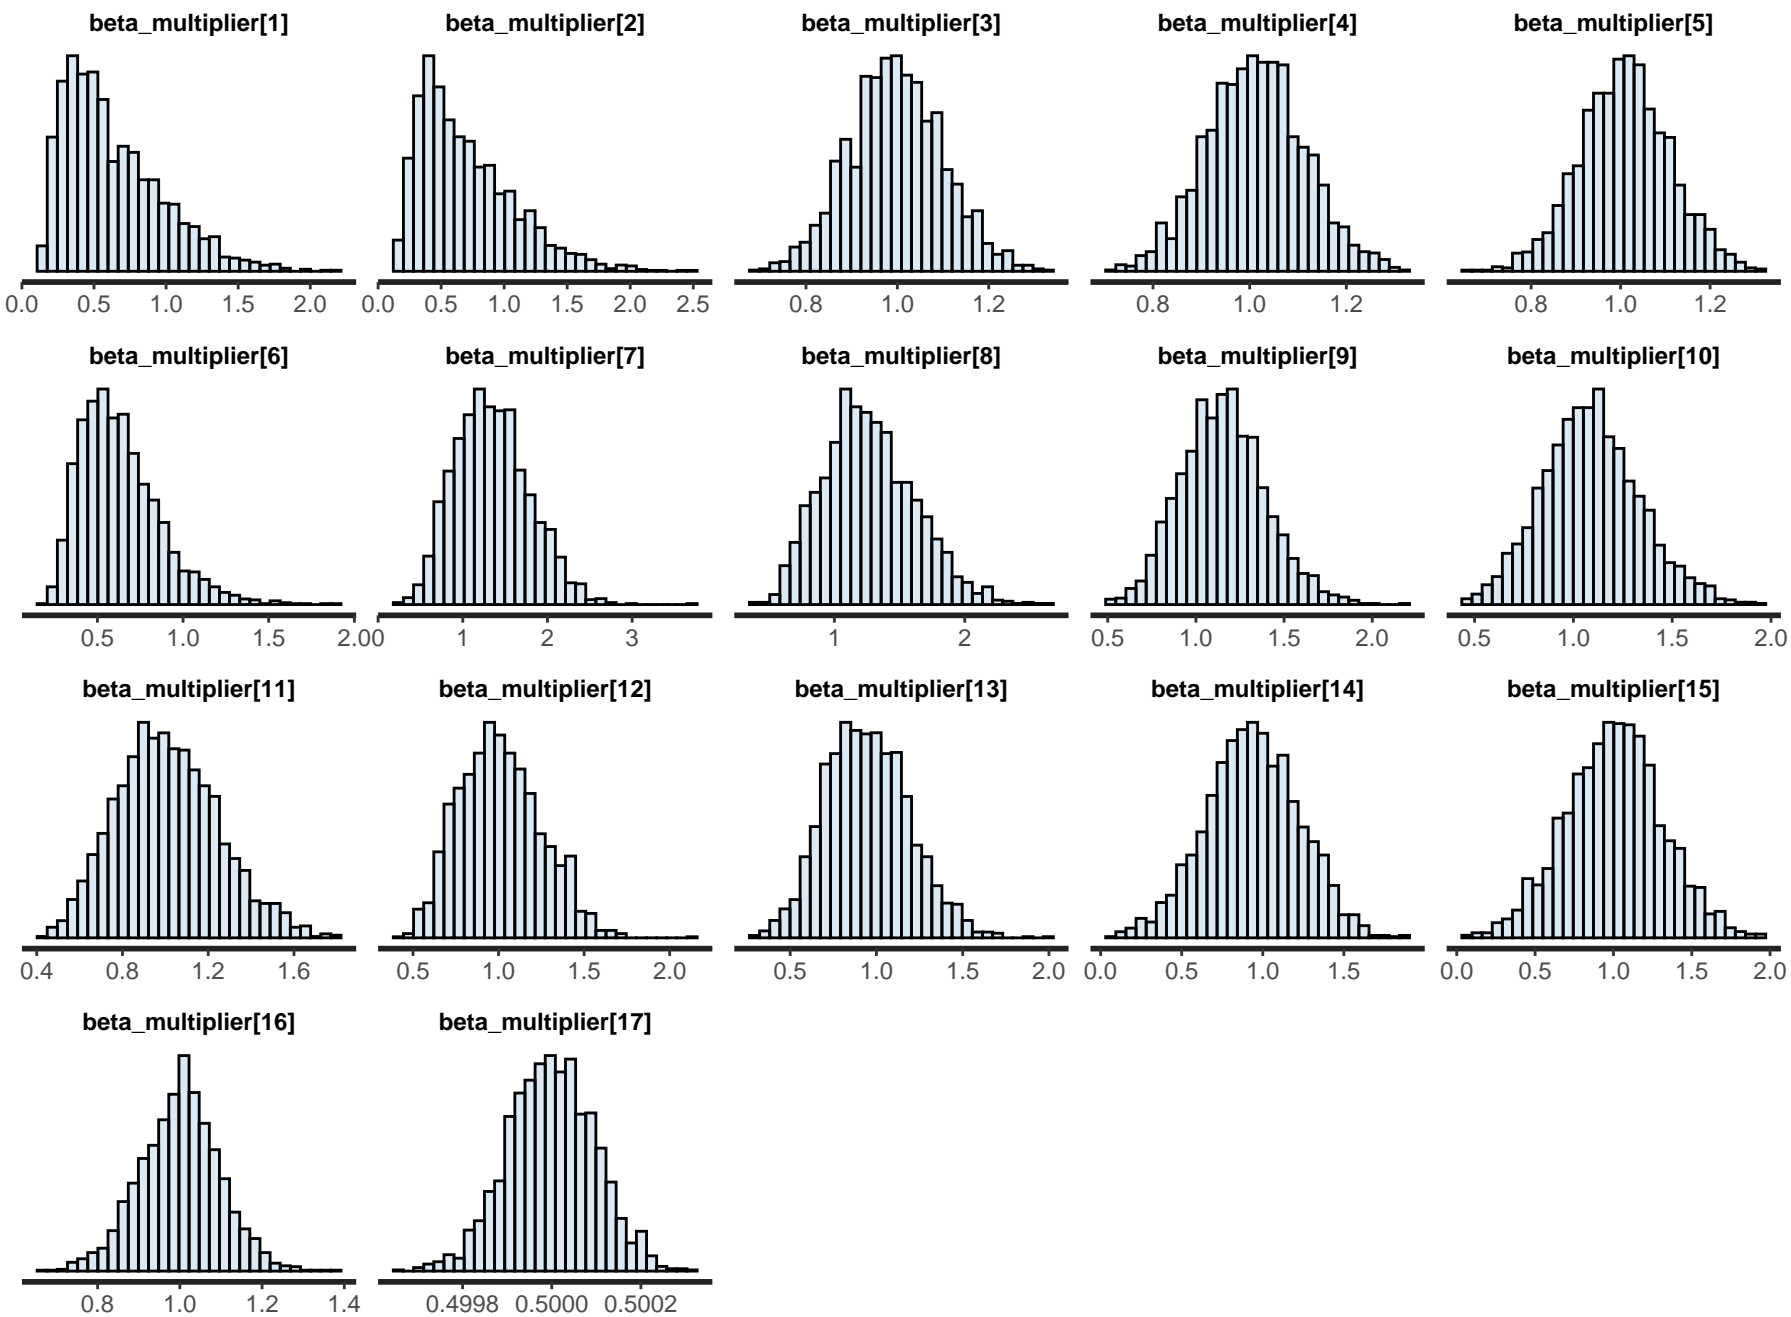 beta_multiplier[1] beta_multiplier[2] beta_multiplier[3] beta_multiplier[4] beta_multiplier[5]
0.0 0.5 1.0 1.5 2.0 0.0 0.5 1.0 1.5 2.0 2.5 0.8 1.0 1.2 0.8 1.0 1.2 0.8 1.0 1.2
beta_multiplier[6] beta_multiplier[7] beta_multiplier[8] beta_multiplier[9] beta_multiplier[10]
0.5 1.0 1.5 2.0 0 1 2 3 1 2 0.5 1.0 1.5 2.0 0.5 1.0 1.5 2.0
beta_multiplier[11] beta_multiplier[12] beta_multiplier[13] beta_multiplier[14] beta_multiplier[15]
0.4 0.8 1.2 1.6 0.5 1.0 1.5 2.0 0.5 1.0 1.5 2.0 0.0 0.5 1.0 1.5 0.0 0.5 1.0 1.5 2.0
beta_multiplier[16] beta_multiplier[17]
0.8 1.0 1.2 1.4 0.4998 0.5000 0.5002